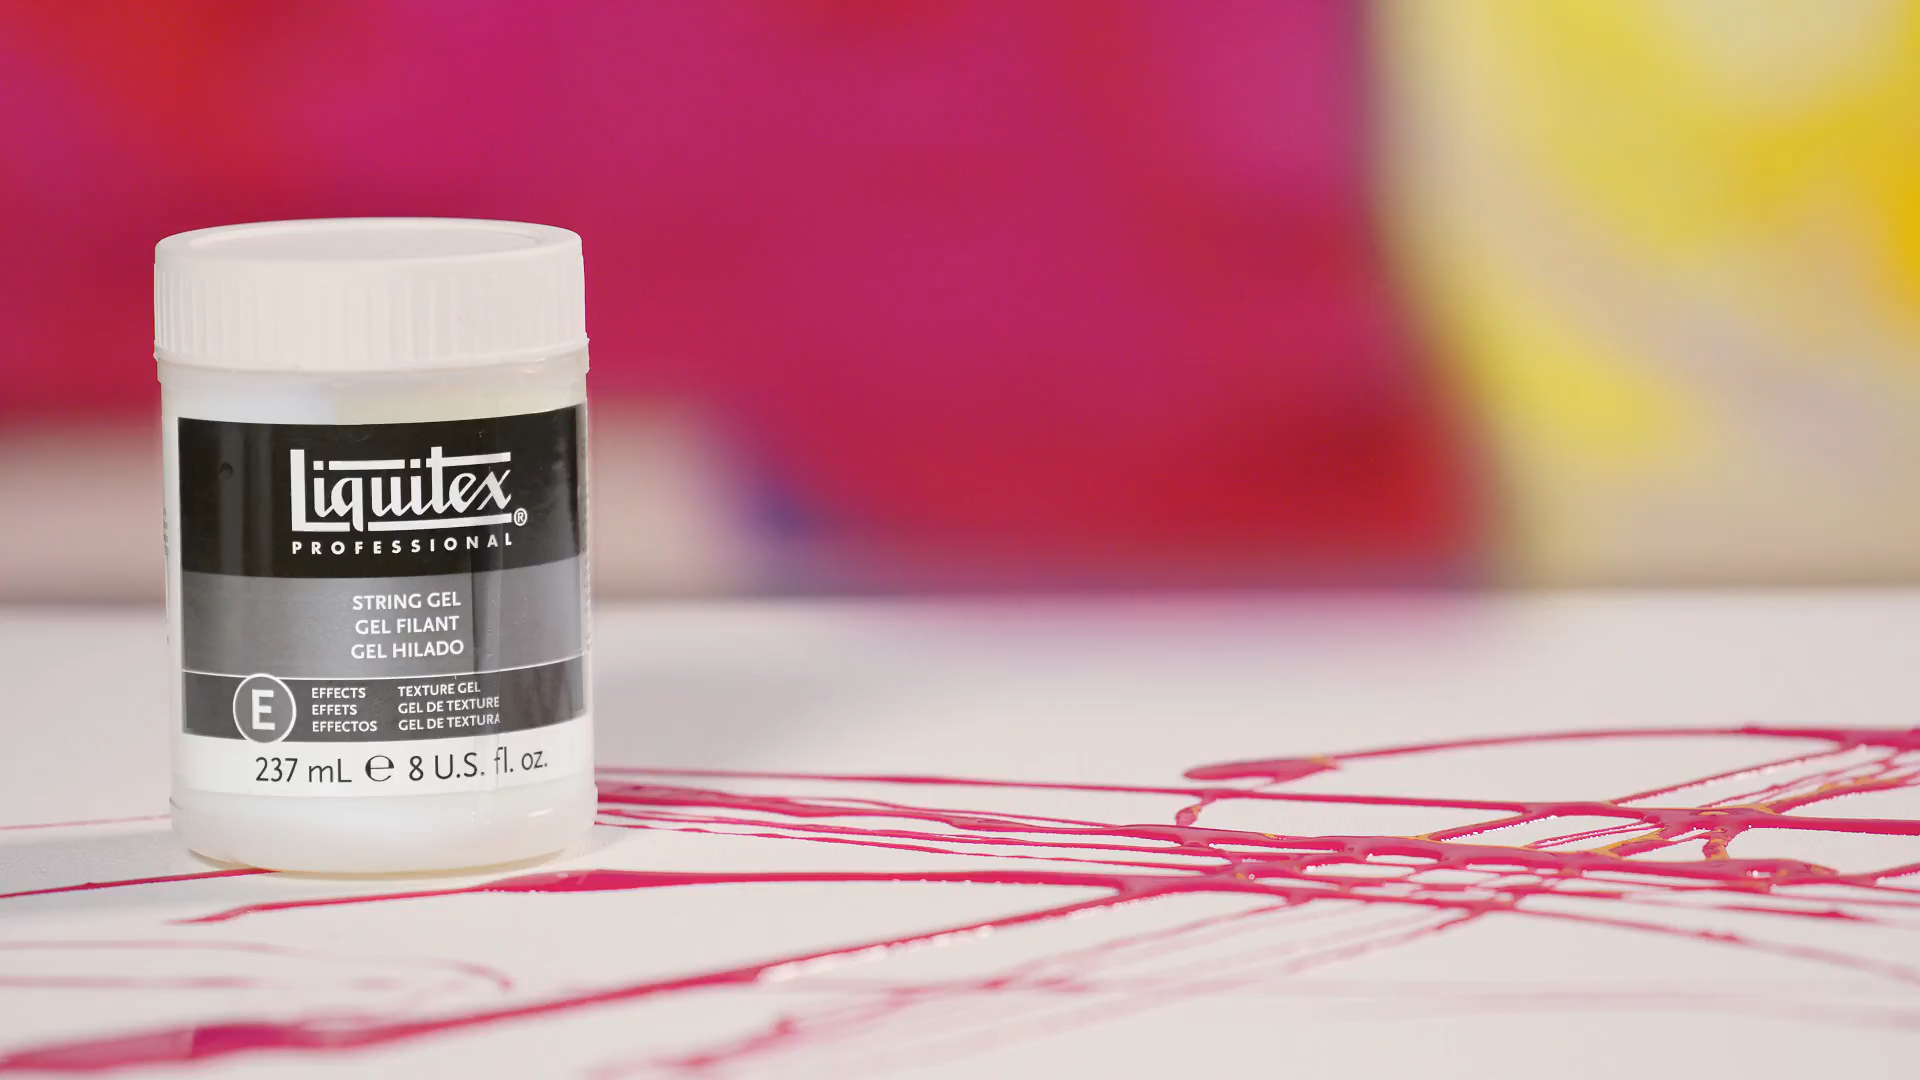 Liquitex®
PROFESSIONAL
STRING GEL
GEL FILANT
GEL HILADO
E
EFFECTS TEXTURE GEL
EFFETS GEL DE TEXTURE
EFFECTOS GEL DE TEXTURA
237 mL ℮ 8 U.S. fl. oz.